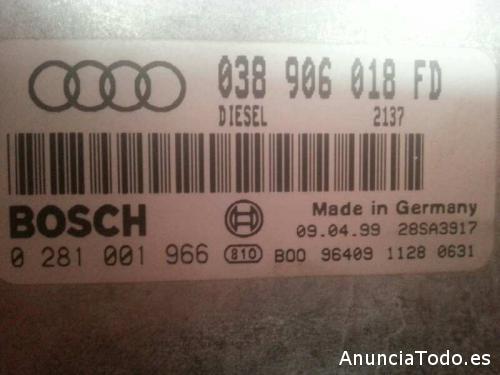 038 906 018 FD
DIESEL 2137
BOSCH
Made in Germany
09.04.99 28SA3917
0 281 001 966 810 B00 96409 1128 0631
AnunciaTodo.es